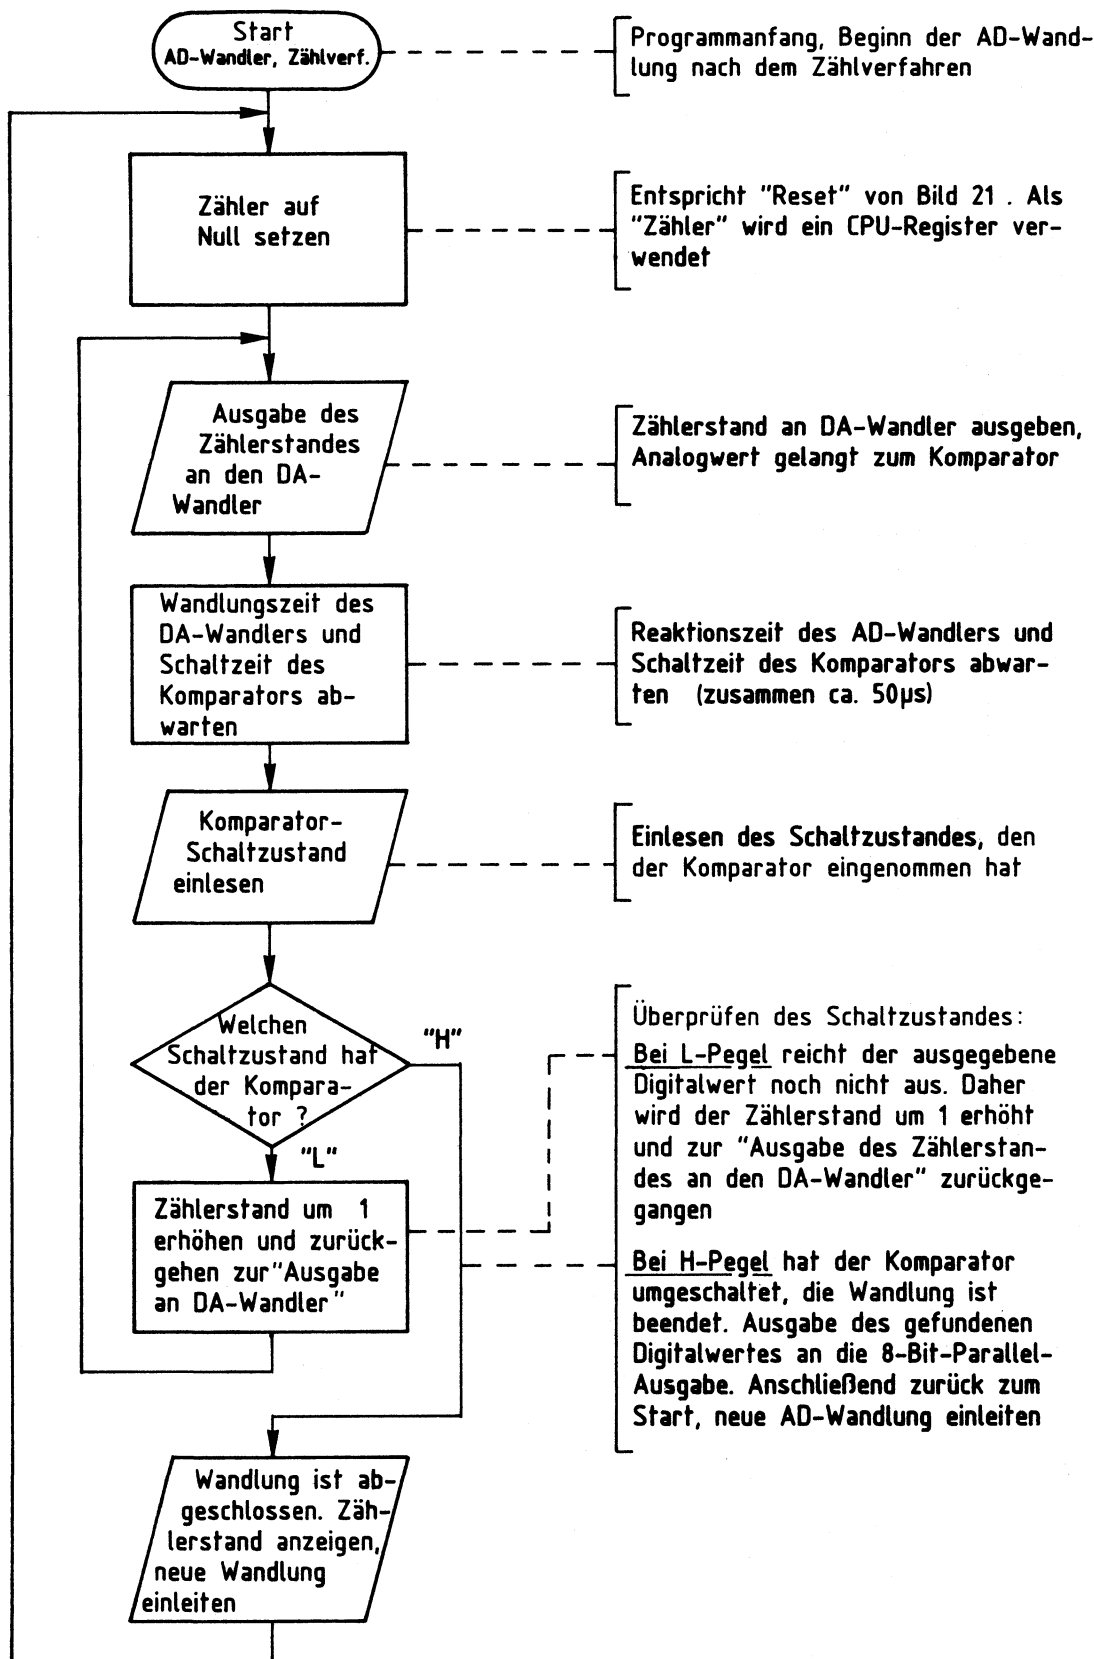 Start
AD-Wandler, Zählverf.
Programmanfang, Beginn der AD-Wand-
lung nach dem Zählverfahren
Zähler auf
Null setzen
Entspricht "Reset" von Bild 21 . Als
"Zähler" wird ein CPU-Register ver-
wendet
Ausgabe des
Zählerstandes
an den DA-
Wandler
Zählerstand an DA-Wandler ausgeben,
Analogwert gelangt zum Komparator
Wandlungszeit des
DA-Wandlers und
Schaltzeit des
Komparators ab-
warten
Reaktionszeit des AD-Wandlers und
Schaltzeit des Komparators abwar-
ten (zusammen ca. 50µs)
Komparator-
Schaltzustand
einlesen
Einlesen des Schaltzustandes, den
der Komparator eingenommen hat
Welchen
Schaltzustand hat
der Kompara-
tor ?
"H"
"L"
Zählerstand um 1
erhöhen und zurück-
gehen zur "Ausgabe
an DA-Wandler"
Überprüfen des Schaltzustandes:
Bei L-Pegel reicht der ausgegebene
Digitalwert noch nicht aus. Daher
wird der Zählerstand um 1 erhöht
und zur "Ausgabe des Zählerstan-
des an den DA-Wandler" zurückge-
gangen
Bei H-Pegel hat der Komparator
umgeschaltet, die Wandlung ist
beendet. Ausgabe des gefundenen
Digitalwertes an die 8-Bit-Parallel-
Ausgabe. Anschließend zurück zum
Start, neue AD-Wandlung einleiten
Wandlung ist ab-
geschlossen. Zäh-
lerstand anzeigen,
neue Wandlung
einleiten